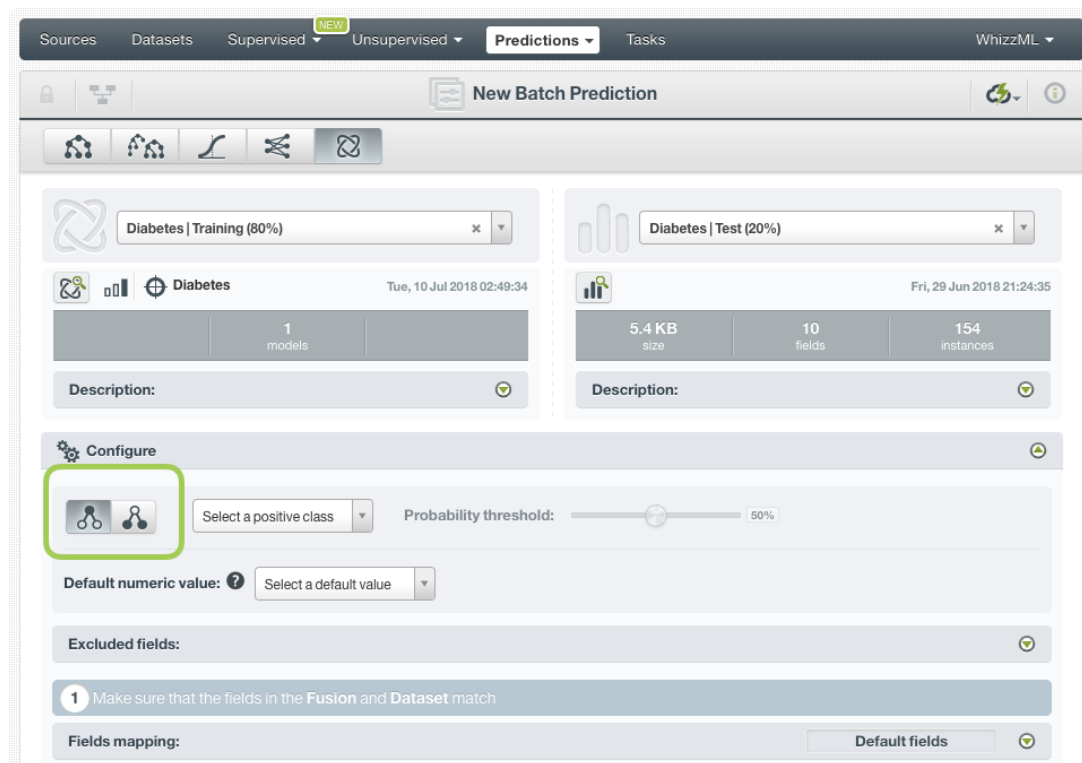 NEW
Sources Datasets Supervised Unsupervised Predictions Tasks WhizzML
New Batch Prediction
Diabetes | Training (80%) ×
Diabetes | Test (20%) ×
Diabetes Tue, 10 Jul 2018 02:49:34
Fri, 29 Jun 2018 21:24:35
1
models
5.4 KB 10 154
size fields instances
Description:
Description:
Configure
Select a positive class Probability threshold: 50%
Default numeric value: ? Select a default value
Excluded fields:
1 Make sure that the fields in the Fusion and Dataset match
Fields mapping: Default fields